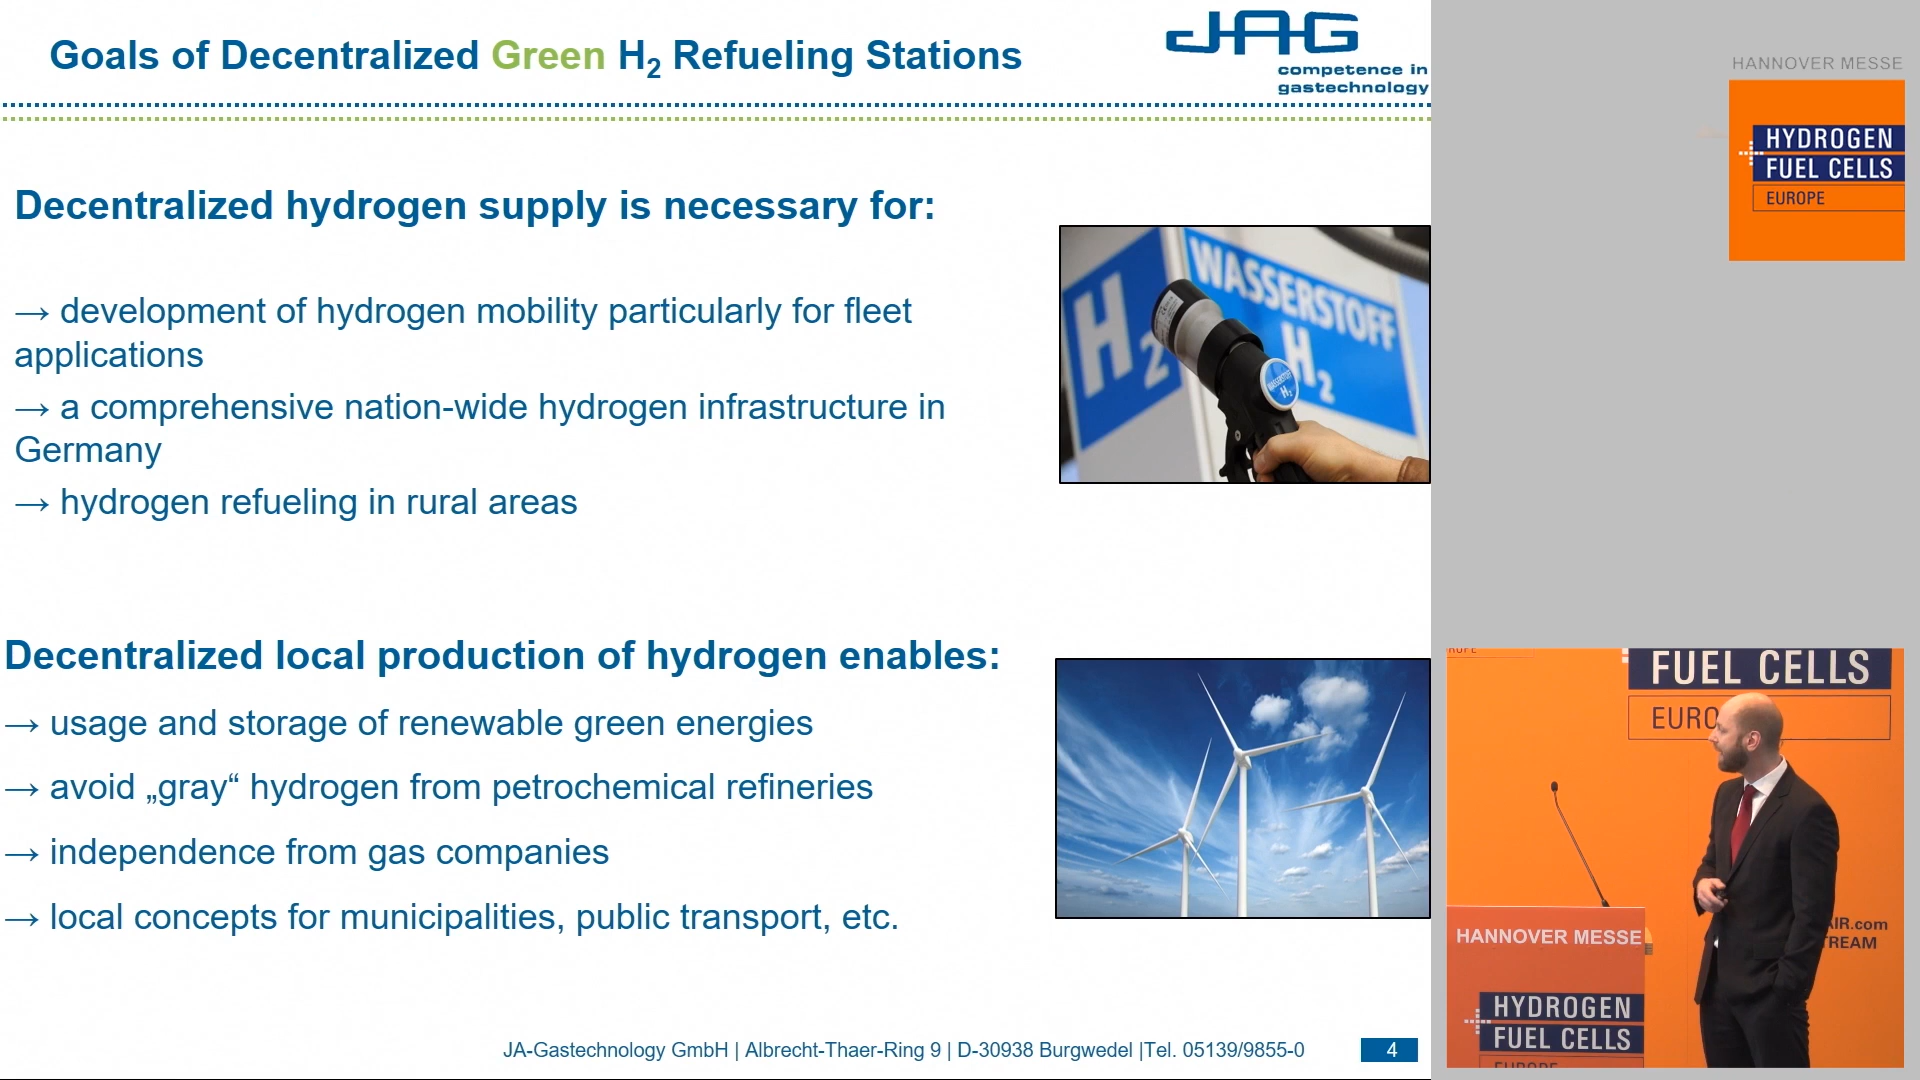 Goals of Decentralized Green H2 Refueling Stations
JAG
competence in
gastechnology
Decentralized hydrogen supply is necessary for:
→ development of hydrogen mobility particularly for fleet
applications
→ a comprehensive nation-wide hydrogen infrastructure in
Germany
→ hydrogen refueling in rural areas
H2
WASSERSTOFF
H2
WASSERSTOFF
H2
Decentralized local production of hydrogen enables:
→ usage and storage of renewable green energies
→ avoid „gray“ hydrogen from petrochemical refineries
→ independence from gas companies
→ local concepts for municipalities, public transport, etc.
JA-Gastechnology GmbH | Albrecht-Thaer-Ring 9 | D-30938 Burgwedel |Tel. 05139/9855-0
4
HANNOVER MESSE
HYDROGEN
FUEL CELLS
EUROPE
FUEL CELLS
EURO
AIR.com
TREAM
HANNOVER MESSE
HYDROGEN
FUEL CELLS
EUROPE